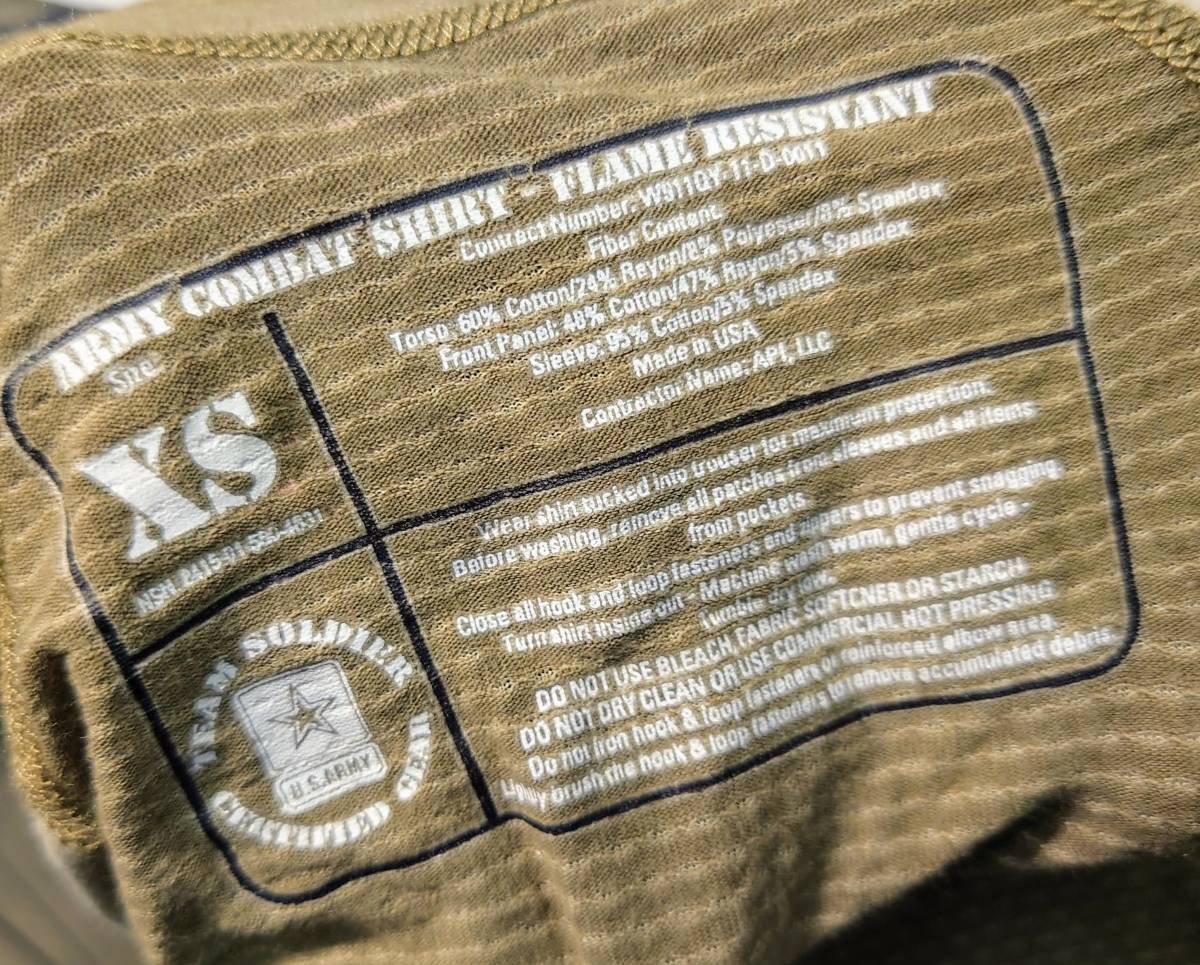 ARMY COMBAT SHIRT - FLAME RESISTANT
Size
XS
Contract Number: W911QY-11-D-0011
Fiber Content:
Torso: 60% Cotton/24% Rayon/8% Polyester/8% Spandex
Front Panel: 48% Cotton/47% Rayon/5% Spandex
Sleeve: 95% Cotton/5% Spandex
Made in USA
Contractor Name: API, LLC
Wear shirt tucked into trouser for maximum protection.
Before washing, remove all patches from sleeves and all items
from pockets
Close all hook and loop fasteners and zippers to prevent snagging
Turn shirt inside out - Machine wash warm, gentle cycle -
Tumble dry low.
DO NOT USE BLEACH, FABRIC SOFTCNER OR STARCH
DO NOT DRY CLEAN OR USE COMMERCIAL HOT PRESSING
Do not iron hook & loop fasteners or reinforced elbow area.
Lightly brush the hook & loop fasteners to remove accumulated debris.
TEAM SOLDIER
U.S.ARMY
CERTIFIED GEAR